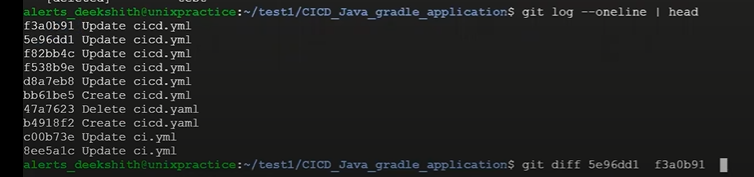 alerts_deekshith@unixpractice:~/test1/CICD_Java_gradle_application$ git log --oneline | head
f3a0b91 Update cicd.yml
5e96dd1 Update cicd.yml
f82bb4c Update cicd.yml
f538b9e Update cicd.yml
d8a7eb8 Update cicd.yml
bb61be5 Create cicd.yml
47a7623 Delete cicd.yaml
b4918f2 Create cicd.yaml
c00b73e Update ci.yml
8ee5a1c Update ci.yml
alerts_deekshith@unixpractice:~/test1/CICD_Java_gradle_application$ git diff 5e96dd1 f3a0b91